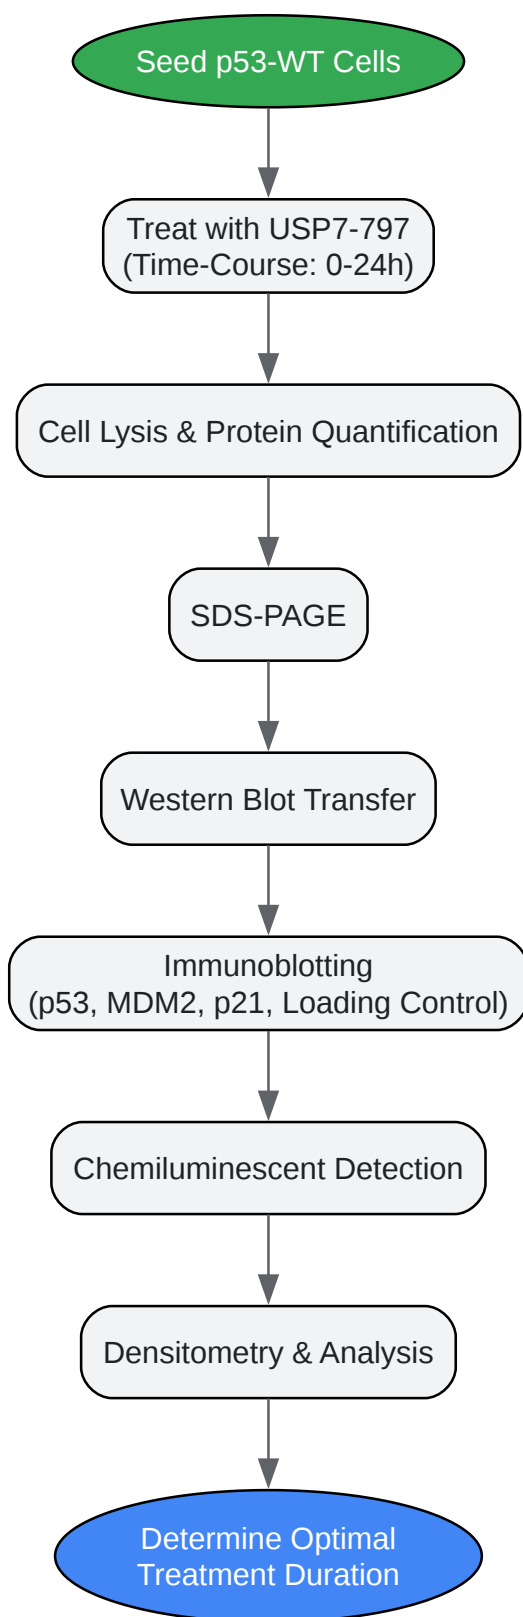 Seed p53-WT Cells
Treat with USP7-797
(Time-Course: 0-24h)
Cell Lysis & Protein Quantification
SDS-PAGE
Western Blot Transfer
Immunoblotting
(p53, MDM2, p21, Loading Control)
Chemiluminescent Detection
Densitometry & Analysis
Determine Optimal
Treatment Duration